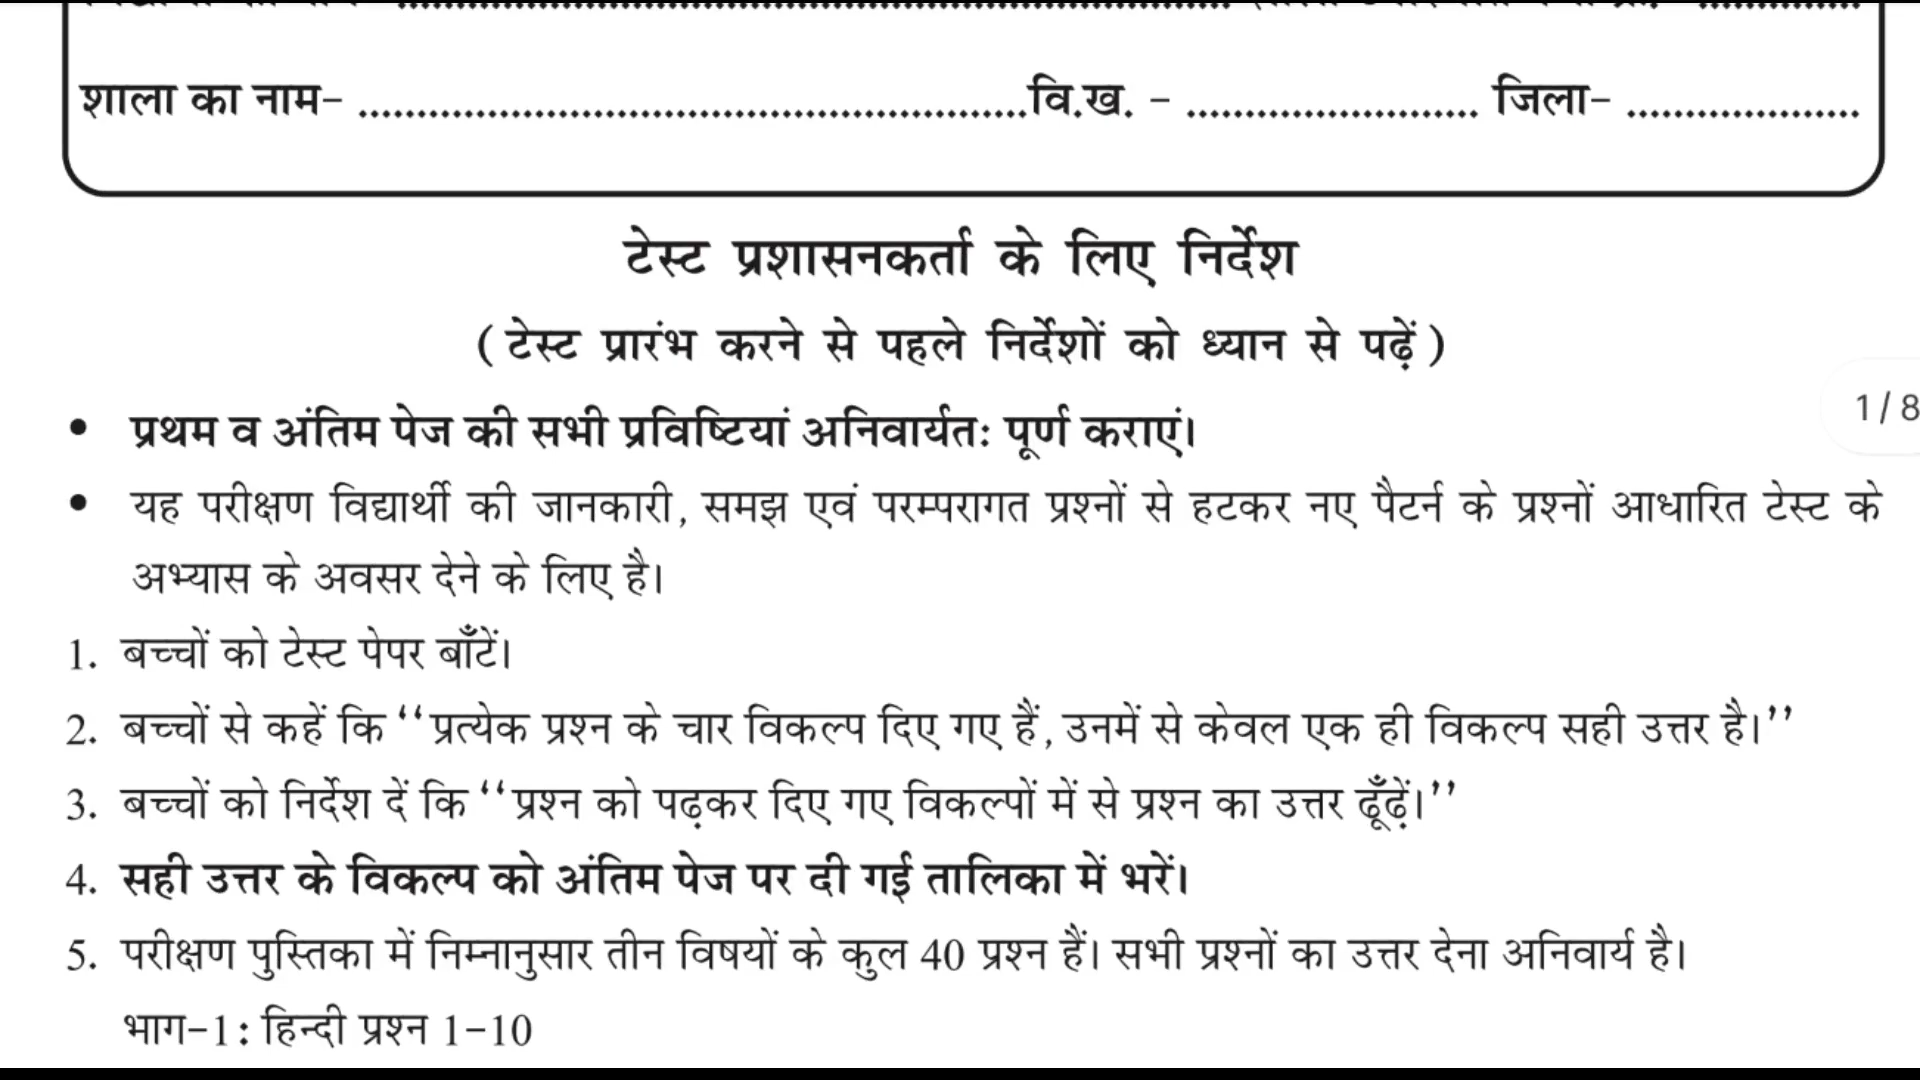 शाला का नाम- ........................................................वि.ख. - ......................... जिला- ....................
टेस्ट प्रशासनकर्ता के लिए निर्देश
( टेस्ट प्रारंभ करने से पहले निर्देशों को ध्यान से पढ़ें )
• प्रथम व अंतिम पेज की सभी प्रविष्टियां अनिवार्यतः पूर्ण कराएं।
1/8
• यह परीक्षण विद्यार्थी की जानकारी, समझ एवं परम्परागत प्रश्नों से हटकर नए पैटर्न के प्रश्नों आधारित टेस्ट के
अभ्यास के अवसर देने के लिए है।
1. बच्चों को टेस्ट पेपर बाँटें।
2. बच्चों से कहें कि ‘‘प्रत्येक प्रश्न के चार विकल्प दिए गए हैं, उनमें से केवल एक ही विकल्प सही उत्तर है।’’
3. बच्चों को निर्देश दें कि ‘‘प्रश्न को पढ़कर दिए गए विकल्पों में से प्रश्न का उत्तर ढूँढ़ें।’’
4. सही उत्तर के विकल्प को अंतिम पेज पर दी गई तालिका में भरें।
5. परीक्षण पुस्तिका में निम्नानुसार तीन विषयों के कुल 40 प्रश्न हैं। सभी प्रश्नों का उत्तर देना अनिवार्य है।
भाग-1: हिन्दी प्रश्न 1-10